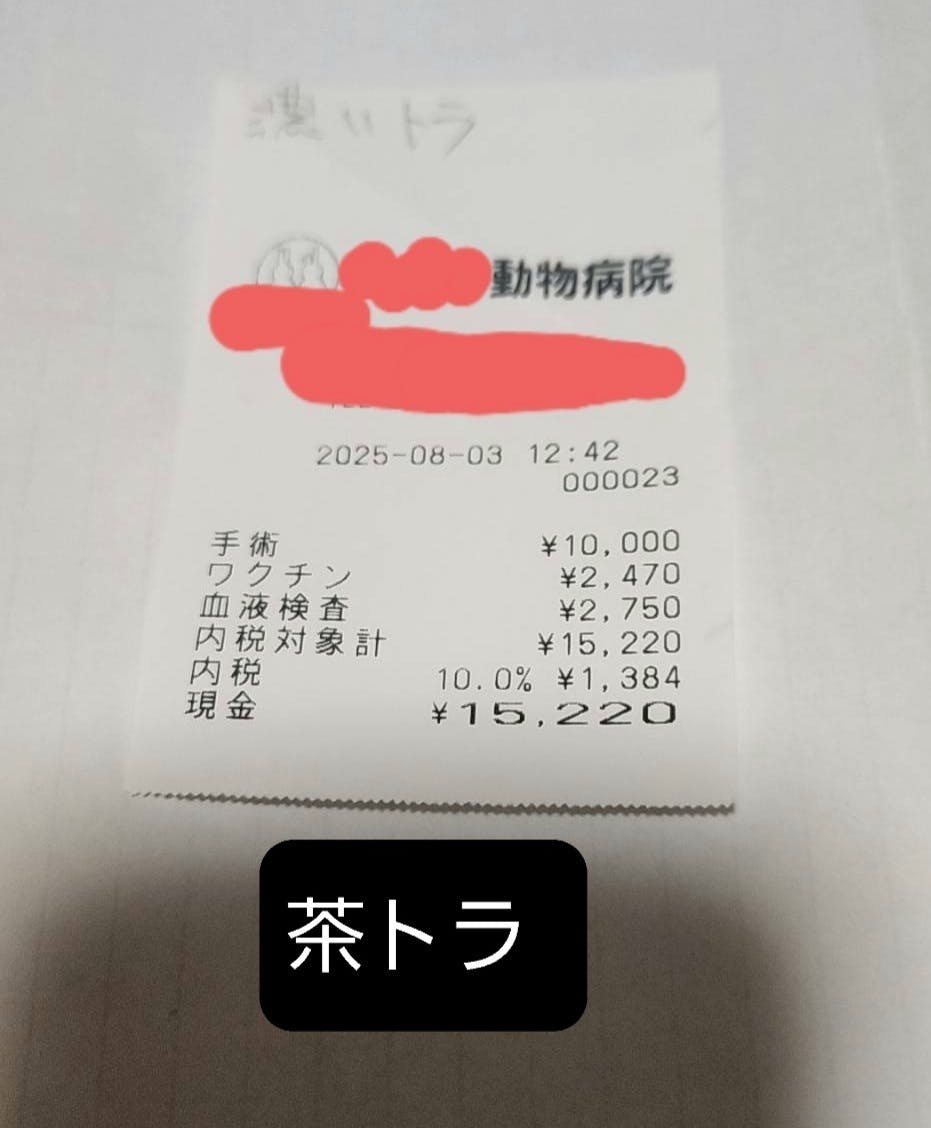 濃いトラ
動物病院
2025-08-03 12:42
000023
手術 ¥10,000
ワクチン ¥2,470
血液検査 ¥2,750
内税対象計 ¥15,220
内税 10.0% ¥1,384
現金 ¥15,220
茶トラ